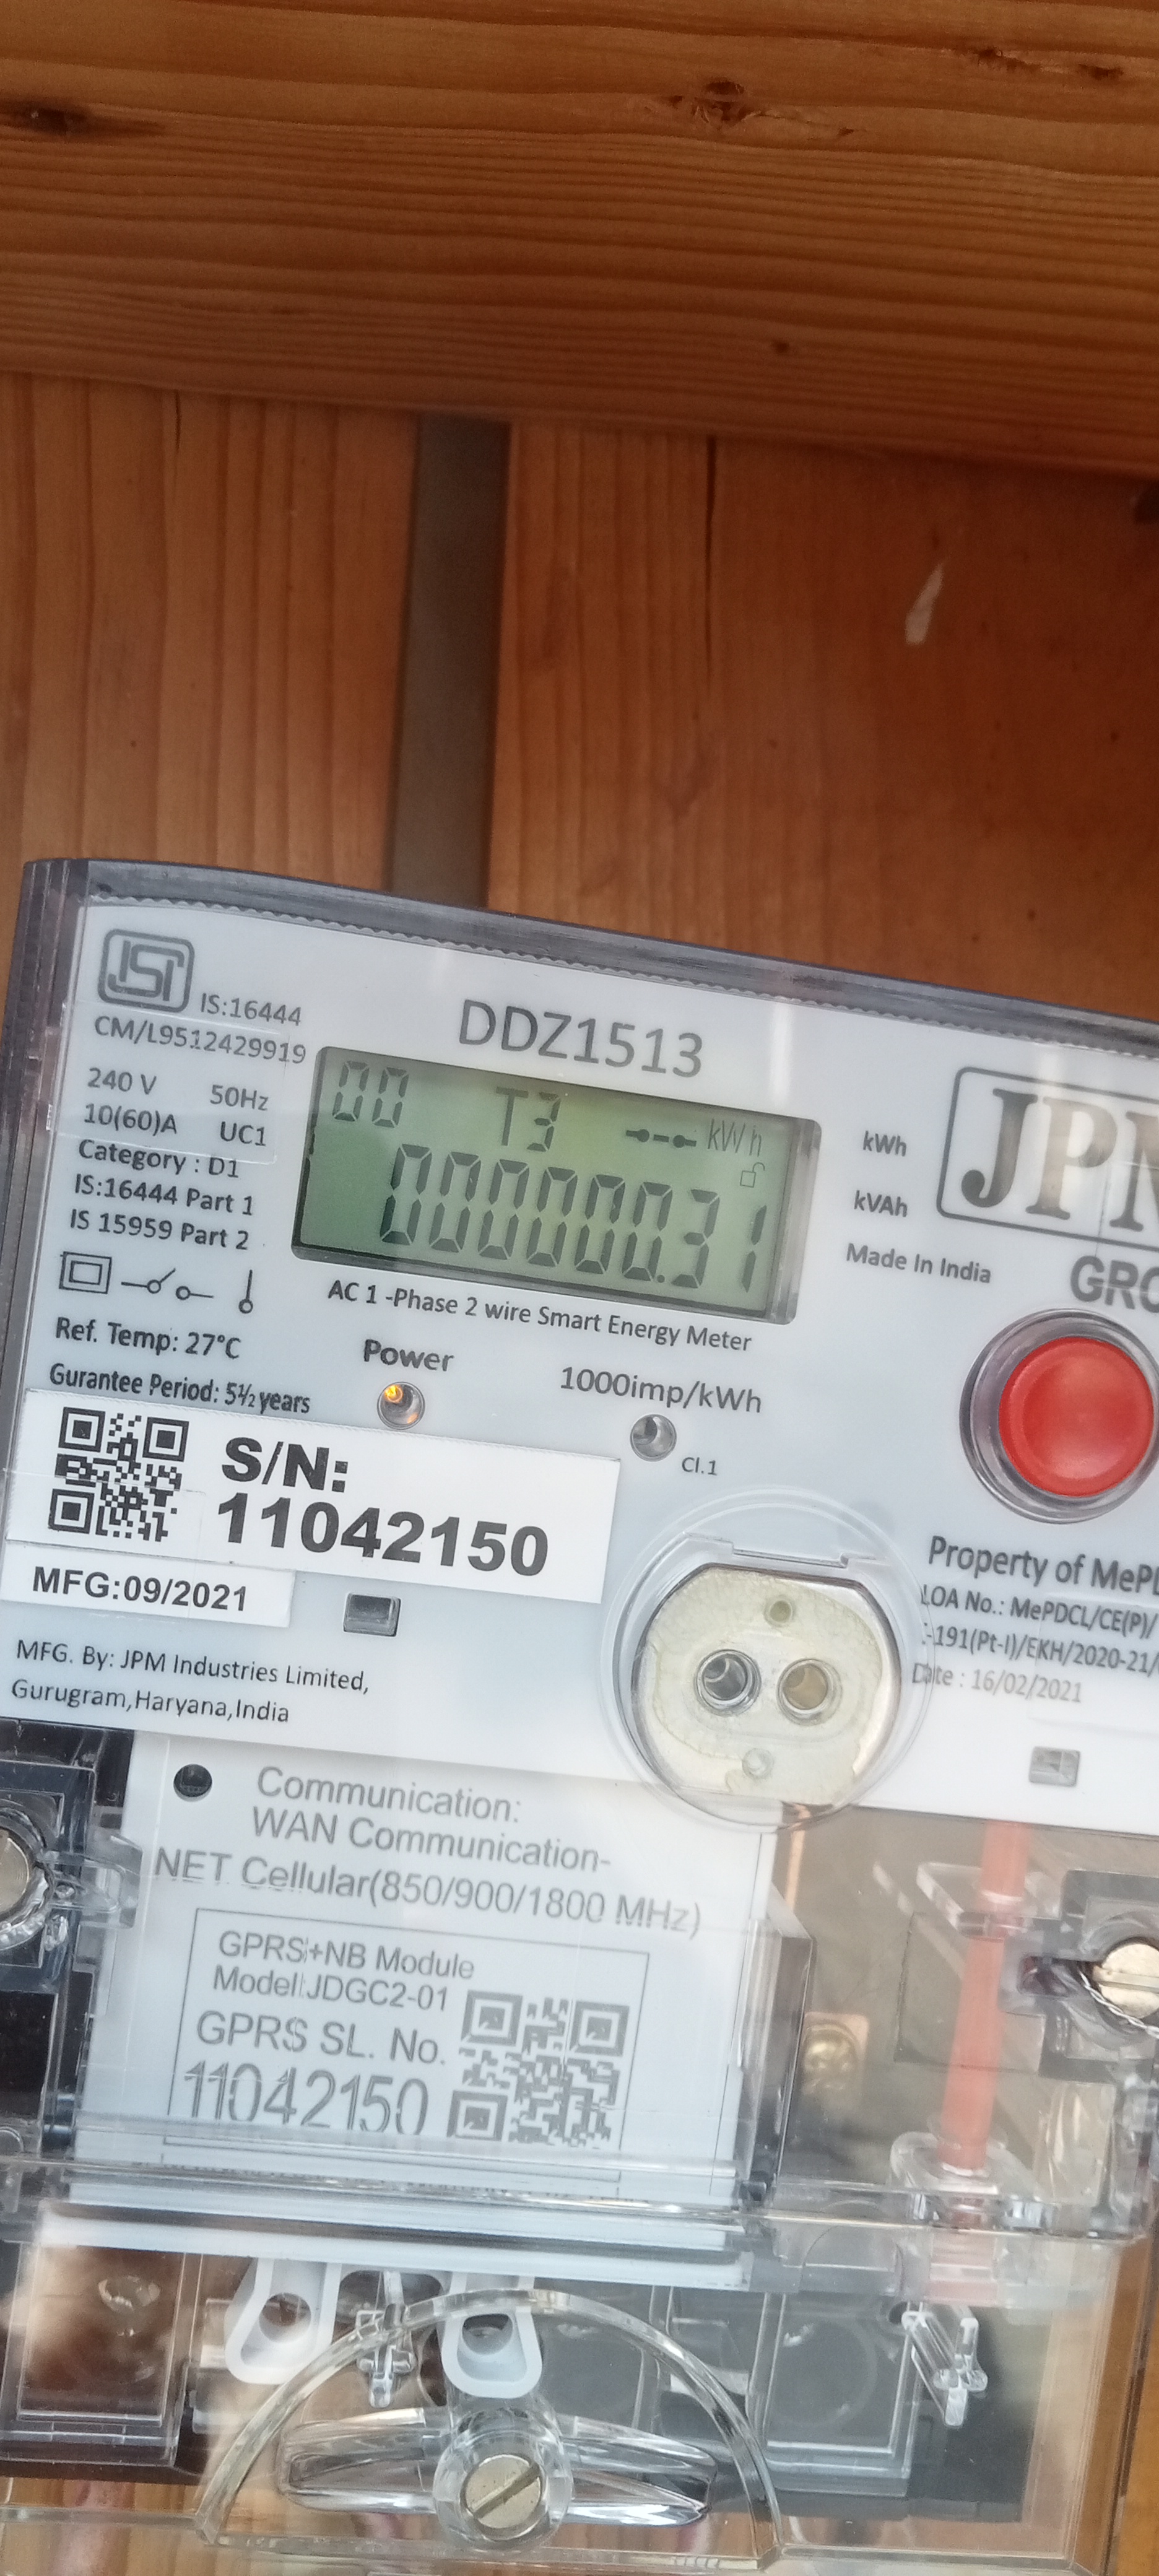 ISI
IS:16444
CM/L9512429919
DDZ1513
240 V 50Hz
10(60)A UC1
Category : D1
IS:16444 Part 1
IS 15959 Part 2
00 T3 kWh
000000.31
kWh
kVAh
Made In India
JPM
GRO
AC 1 -Phase 2 wire Smart Energy Meter
Ref. Temp: 27°C
Gurantee Period: 5½ years
Power
1000imp/kWh
Cl.1
S/N:
11042150
MFG:09/2021
Property of MePD
LOA No.: MePDCL/CE(P)/
-191(Pt-I)/EKH/2020-21/
Date : 16/02/2021
MFG. By: JPM Industries Limited,
Gurugram,Haryana,India
Communication:
WAN Communication-
NET Cellular(850/900/1800 MHz)
GPRS+NB Module
Model JDGC2-01
GPRS SL. No.
11042150